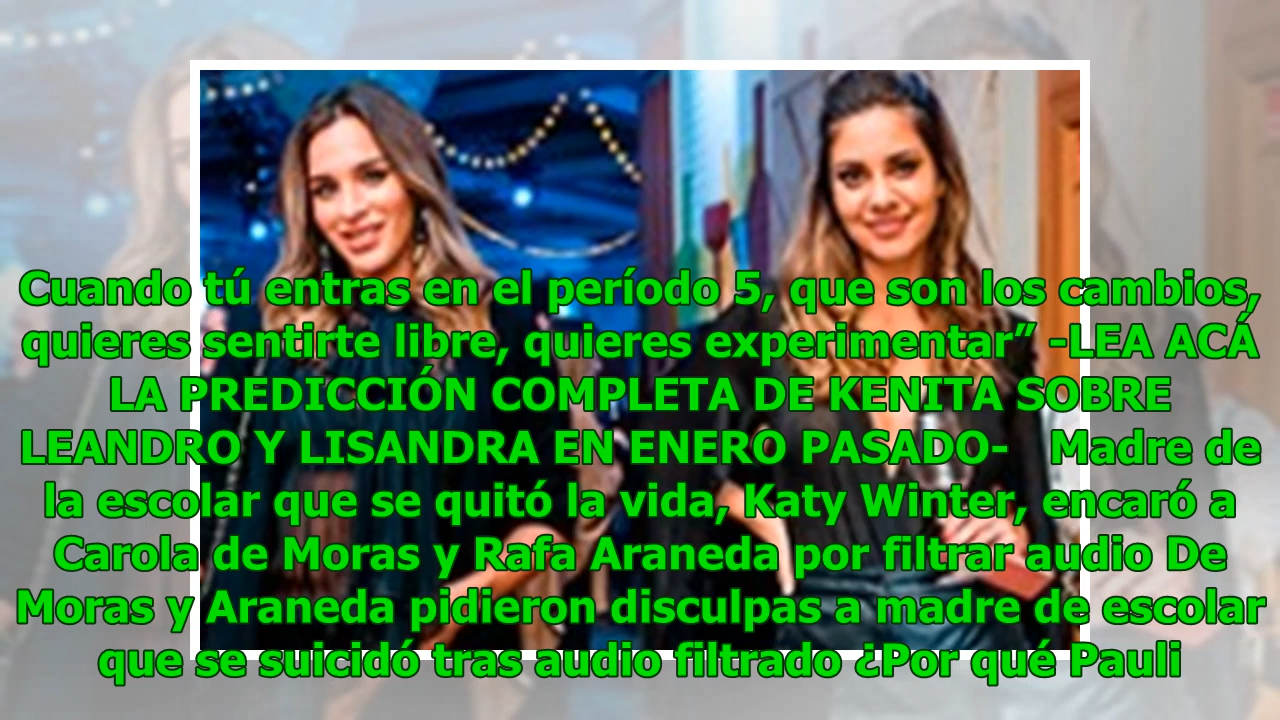 Cuando tú entras en el período 5, que son los cambios,
quieres sentirte libre, quieres experimentar” -LEA ACÁ
LA PREDICCIÓN COMPLETA DE KENITA SOBRE
LEANDRO Y LISANDRA EN ENERO PASADO-   Madre de
la escolar que se quitó la vida, Katy Winter, encaró a
Carola de Moras y Rafa Araneda por filtrar audio De
Moras y Araneda pidieron disculpas a madre de escolar
que se suicidó tras audio filtrado ¿Por qué Pauli